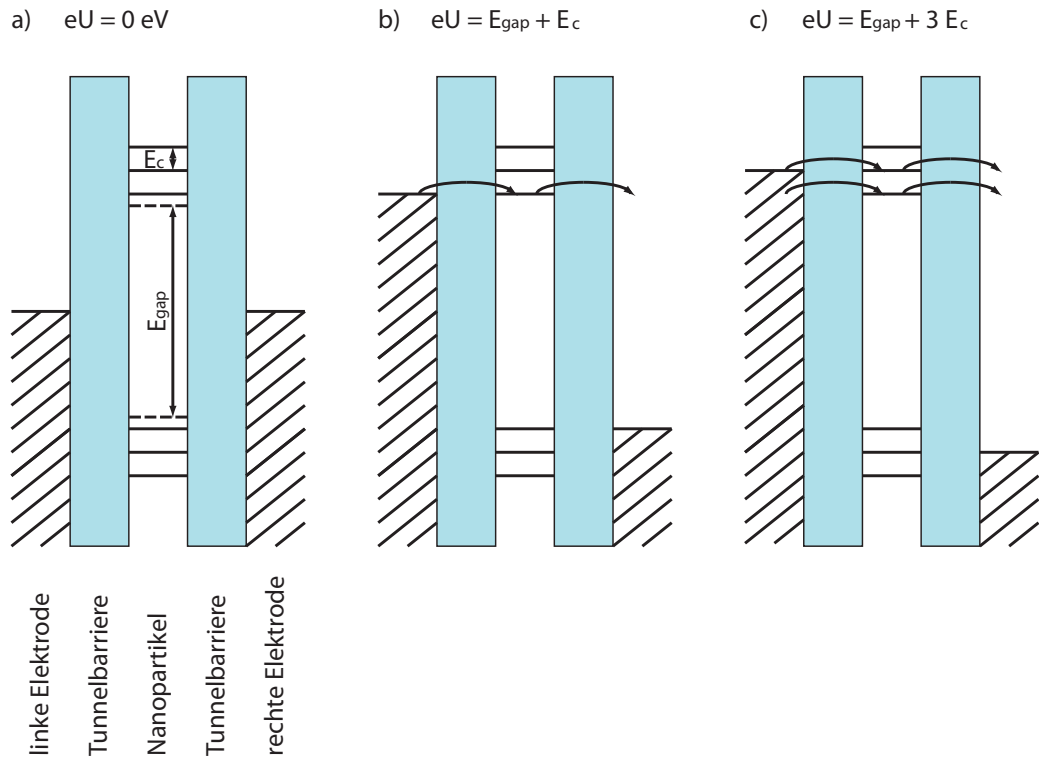 a) eU = 0 eV
b) eU = Egap + Ec
c) eU = Egap + 3 Ec
Ec
Egap
linke Elektrode
Tunnelbarriere
Nanopartikel
Tunnelbarriere
rechte Elektrode